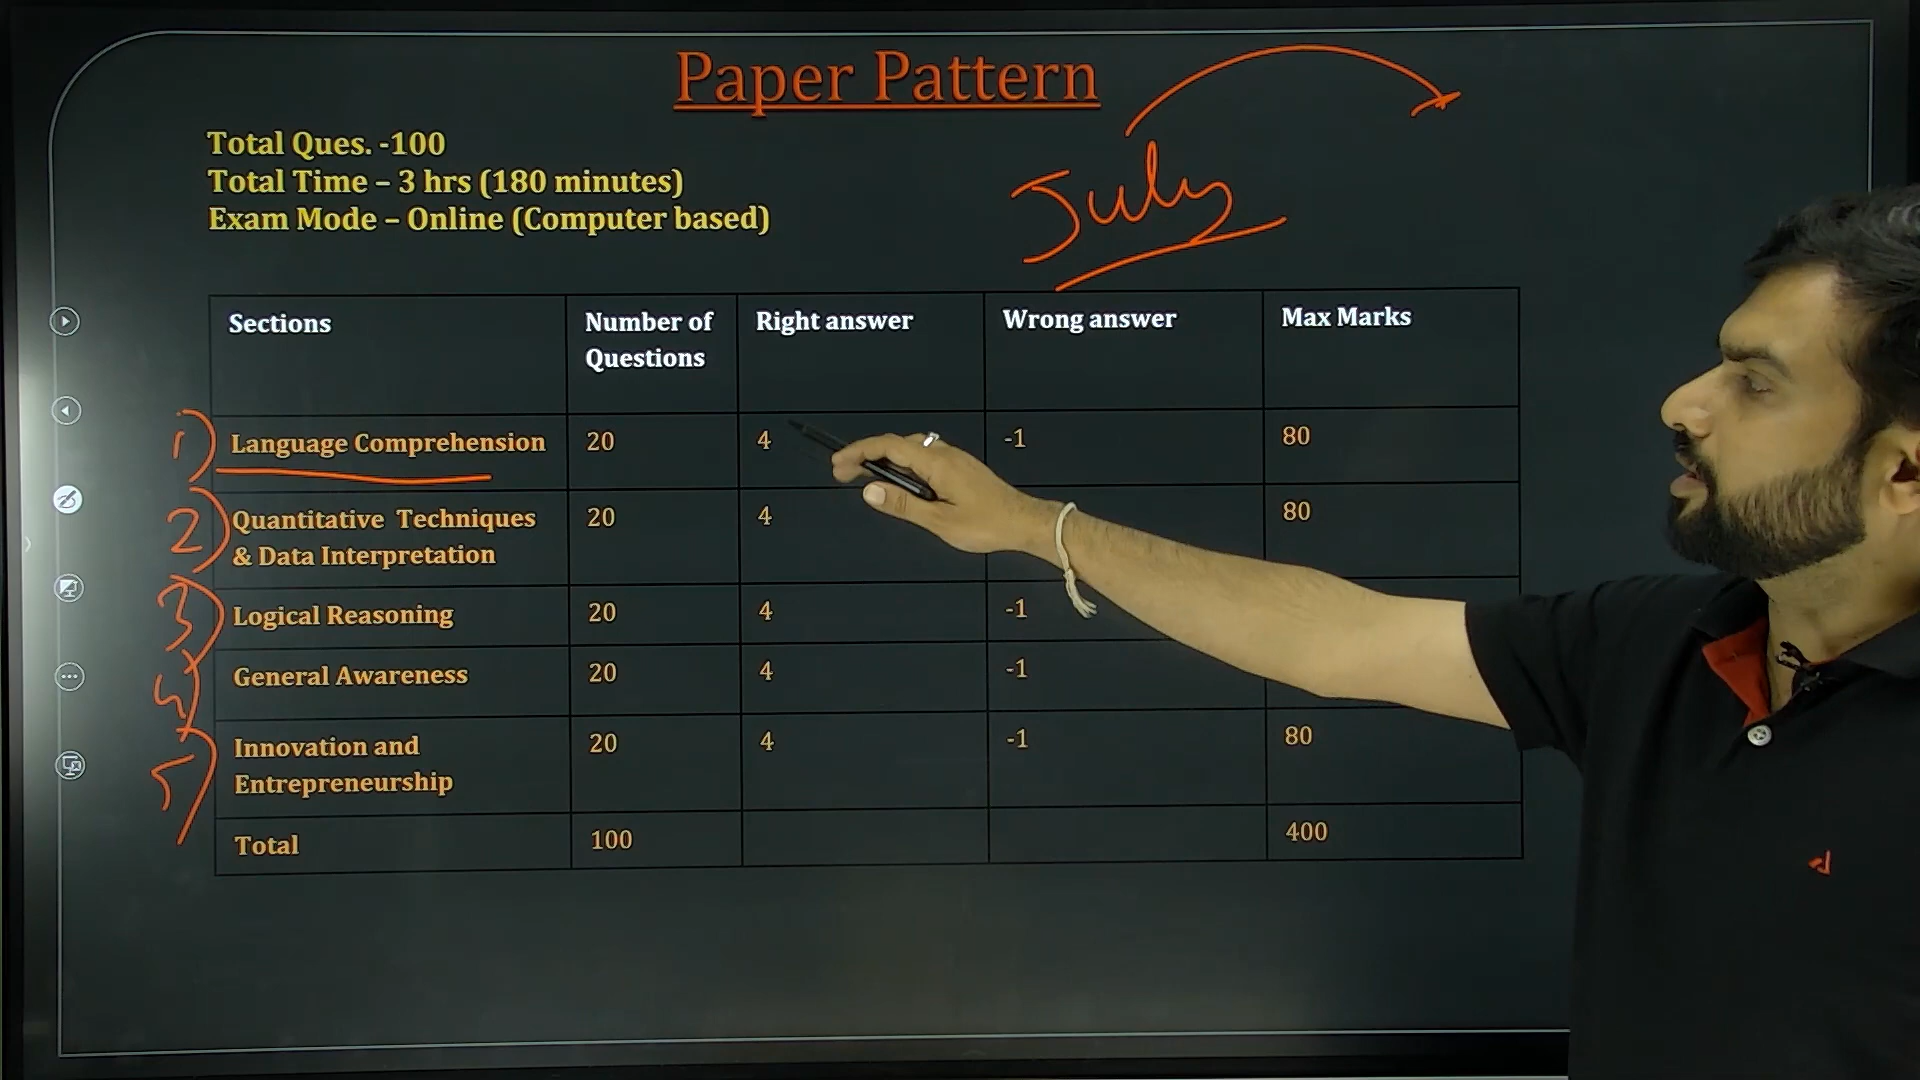 Paper Pattern
Total Ques. -100
Total Time – 3 hrs (180 minutes)
Exam Mode – Online (Computer based)
July
Sections Number of Questions Right answer Wrong answer Max Marks
1) Language Comprehension 20 4 -1 80
2) Quantitative Techniques & Data Interpretation 20 4 80
3) Logical Reasoning 20 4 -1
4) General Awareness 20 4 -1
5) Innovation and Entrepreneurship 20 4 -1 80
Total 100 400